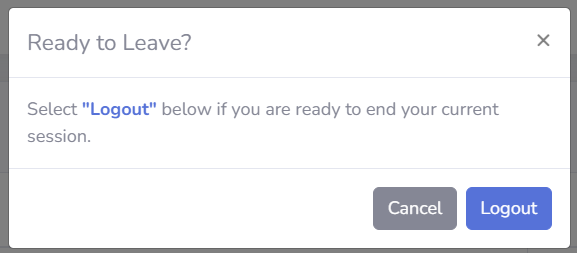 Ready to Leave?
×
Select "Logout" below if you are ready to end your current
session.
Cancel
Logout